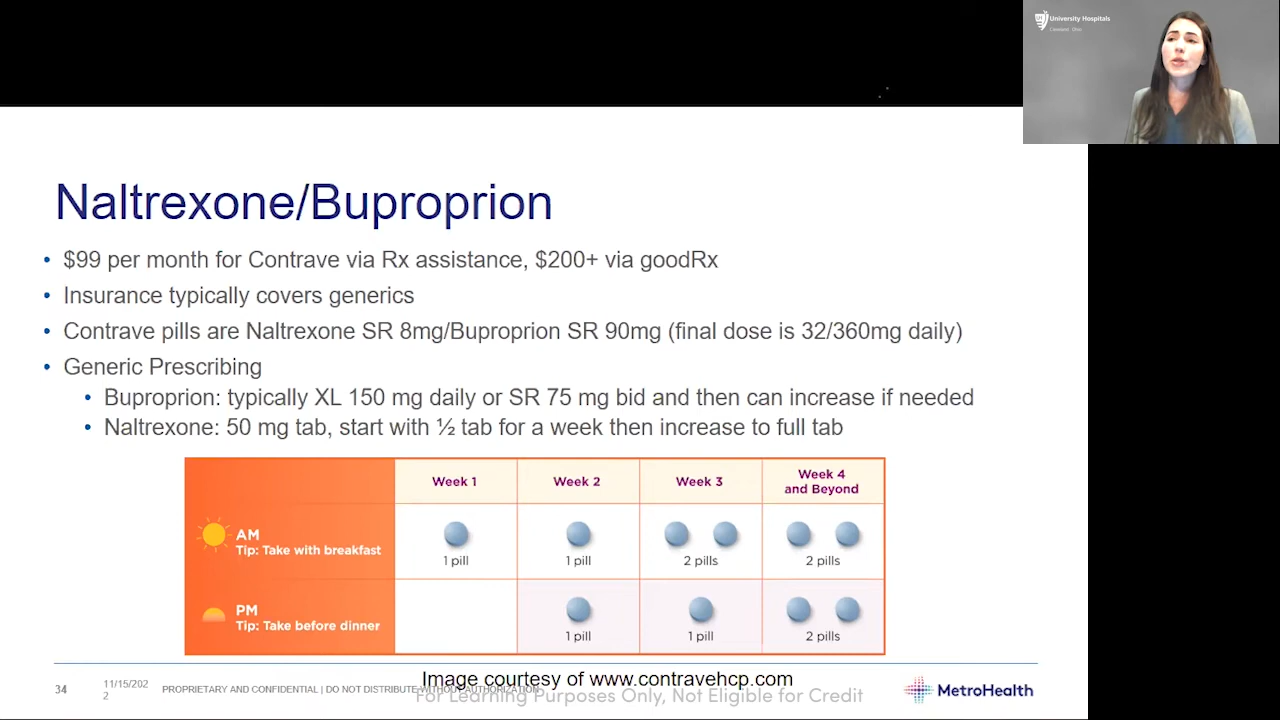 University Hospitals
Cleveland, Ohio
Naltrexone/Buproprion
• $99 per month for Contrave via Rx assistance, $200+ via goodRx
• Insurance typically covers generics
• Contrave pills are Naltrexone SR 8mg/Buproprion SR 90mg (final dose is 32/360mg daily)
• Generic Prescribing
• Buproprion: typically XL 150 mg daily or SR 75 mg bid and then can increase if needed
• Naltrexone: 50 mg tab, start with ½ tab for a week then increase to full tab
Week 1 Week 2 Week 3 Week 4
and Beyond
AM
Tip: Take with breakfast
1 pill 1 pill 2 pills 2 pills
PM
Tip: Take before dinner
1 pill 1 pill 2 pills
Image courtesy of www.contravehcp.com
34 11/15/202
2
PROPRIETARY AND CONFIDENTIAL | DO NOT DISTRIBUTE WITHOUT AUTHORIZATION
For Learning Purposes Only, Not Eligible for Credit
MetroHealth